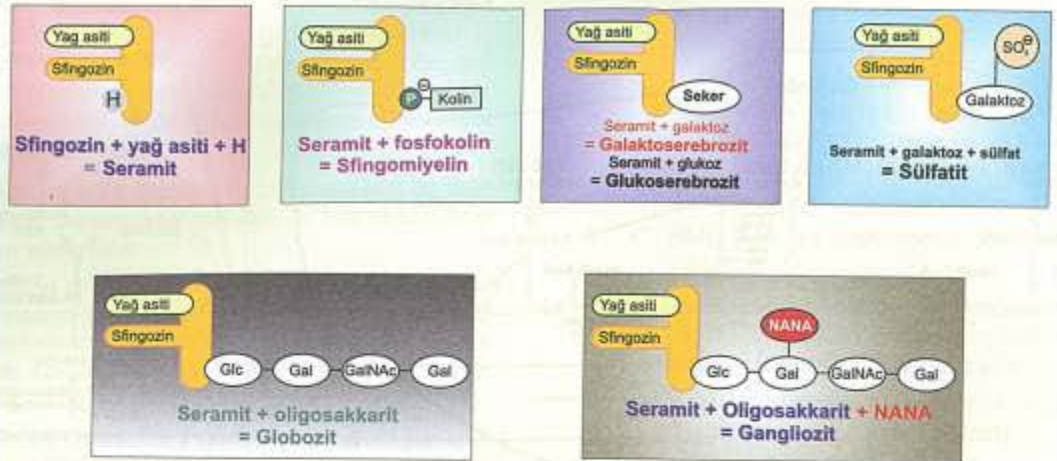 Yag asiti
Sfingozin
H
Sfingozin + yağ asiti + H
= Seramit
Yağ asiti
Sfingozin
P
⊖
Kolin
Seramit + fosfokolin
= Sfingomiyelin
Yağ asiti
Sfingozin
Seker
Seramit + galaktoz
= Galaktoserebrozit
Seramit + glukoz
= Glukoserebrozit
Yağ asiti
Sfingozin
SO₄⊖
Galaktoz
Seramit + galaktoz + sülfat
= Sülfatit
Yağ asiti
Sfingozin
Glc
Gal
GalNAc
Gal
Seramit + oligosakkarit
= Globozit
Yağ asiti
Sfingozin
NANA
Glc
Gal
GalNAc
Gal
Seramit + Oligosakkarit + NANA
= Gangliozit